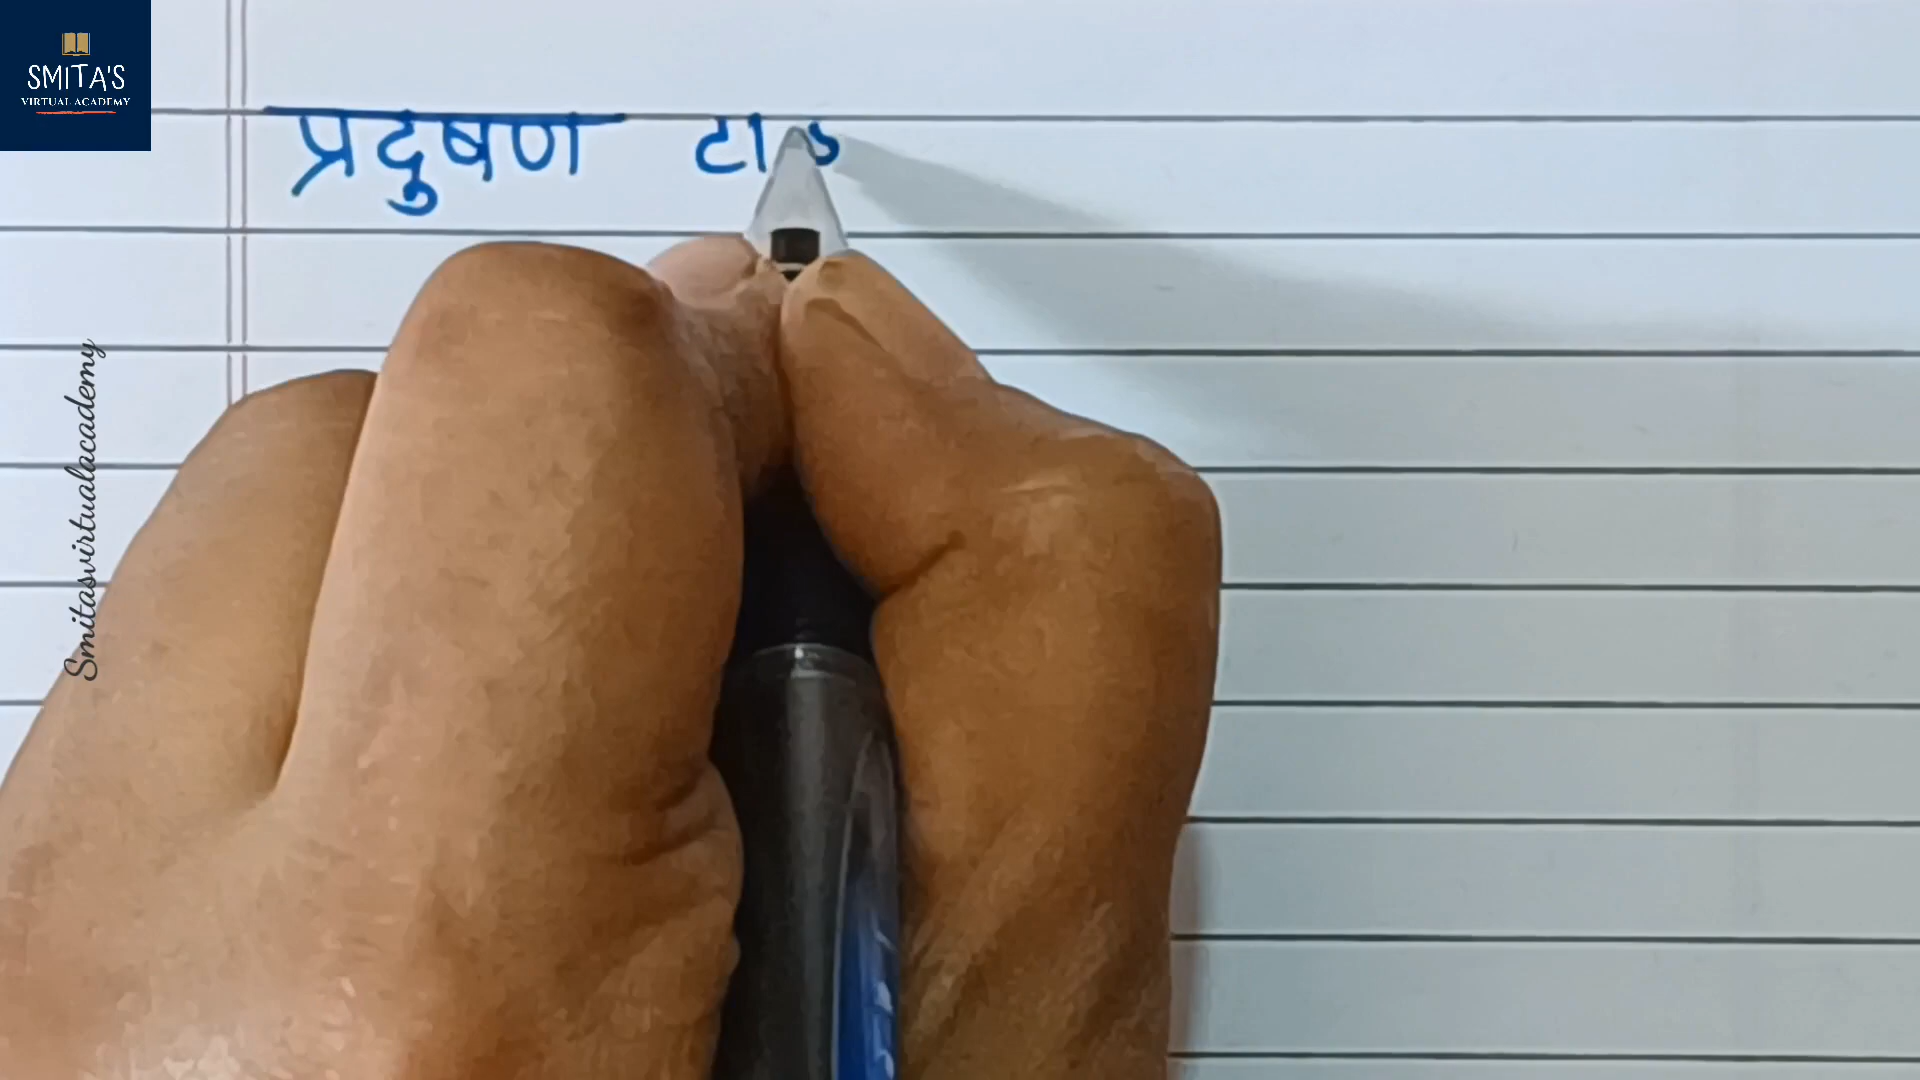 SMITA'S
VIRTUAL ACADEMY
प्रदुषण
Smitasvirtualacademy